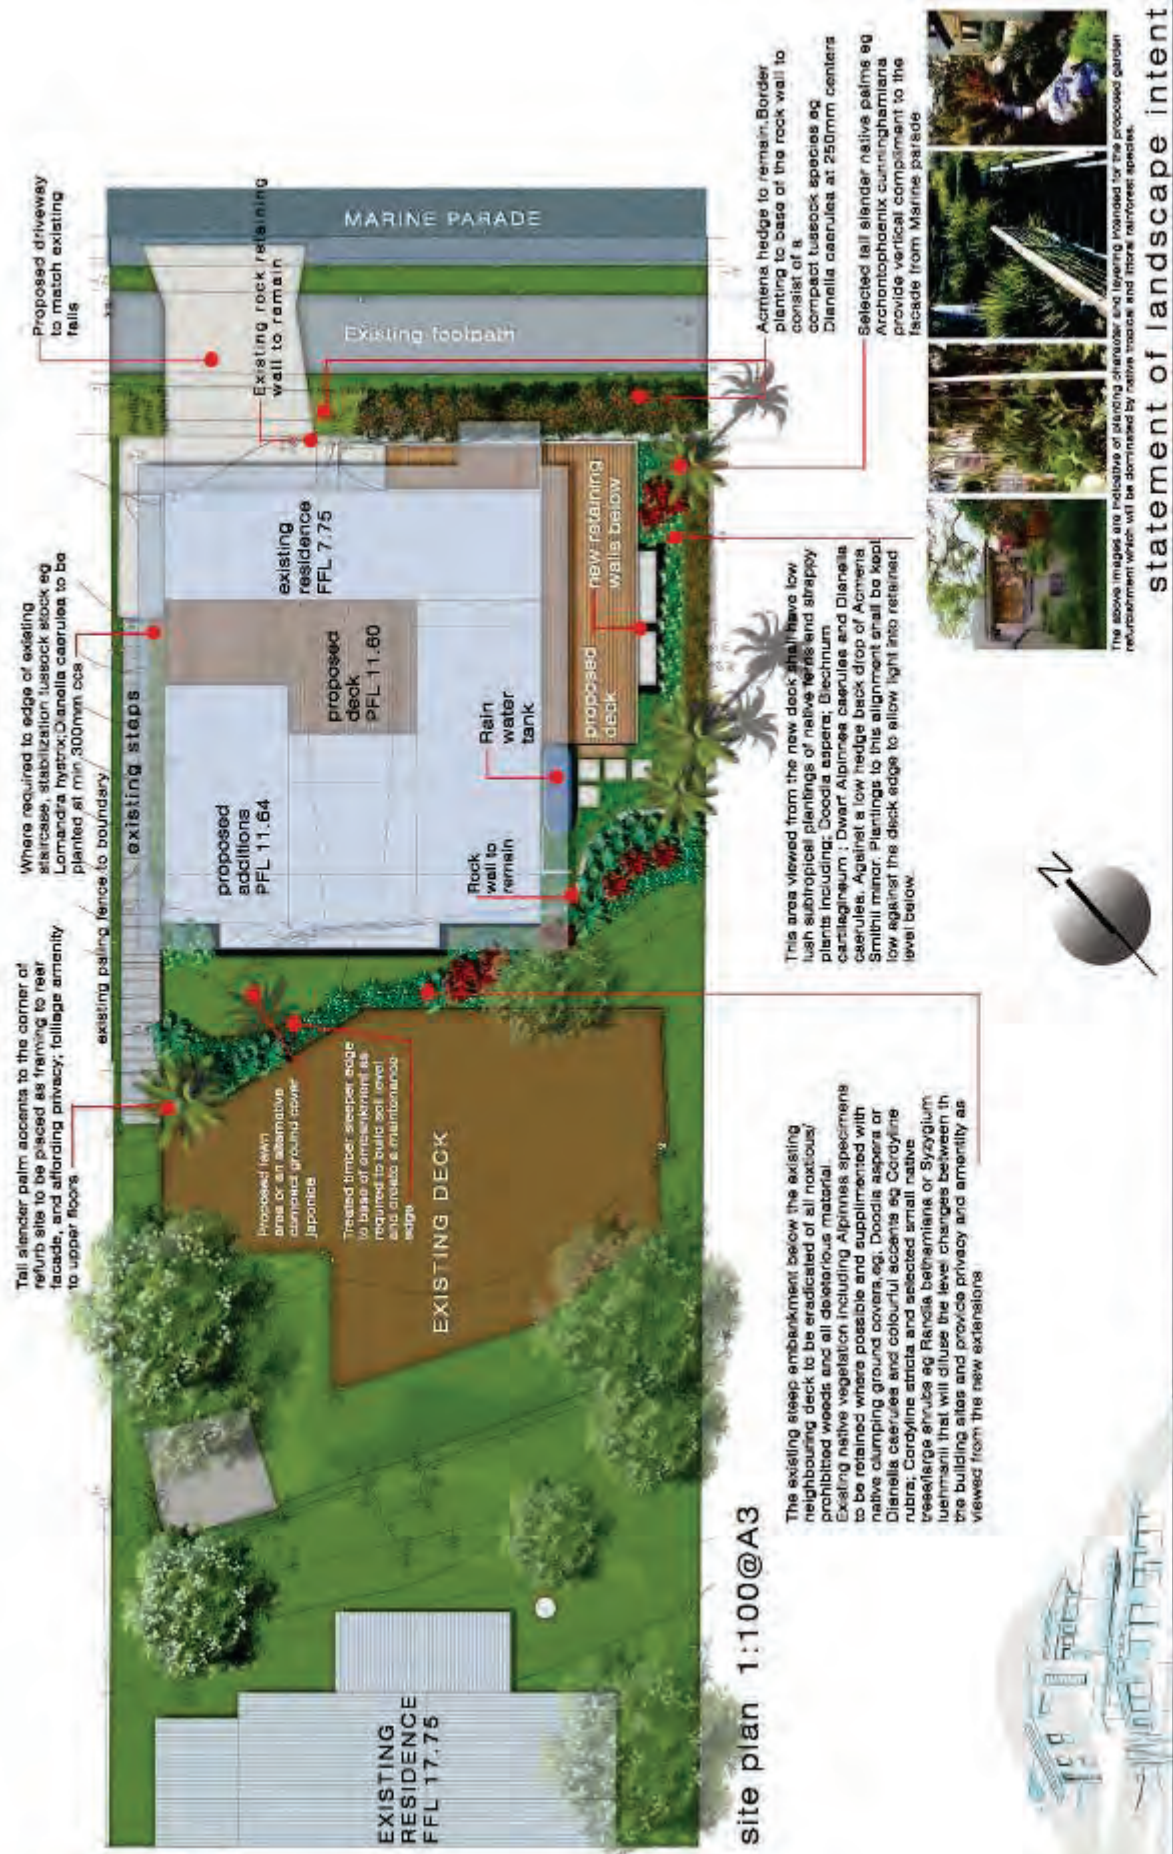 Tall slender palm accents to the corner of
refurb site to be placed as framing to rear
facade, and affording privacy; folliage amenity
to upper floors
Where required to edge of existing
staircase, stabilization tussock stock eg
Lomandra hystrix;Dianella caerulea to be
planted at min.300mm ccs
Proposed driveway
to match existing
falls
existing paling fence to boundary
existing steps
Existing rock retaining
wall to remain
MARINE PARADE
Existing footpath
existing
residence
FFL 7.75
proposed
deck
PFL 11.60
proposed
additions
PFL 11.64
Rain
water
tank
Rock
wall to
remain
proposed
deck
new retaining
walls below
Proposed lawn
area or an alternative
compact ground cover
japonica
Treated timber sleeper edge
to base of embankment as
required to build soil level
and create a maintenance
edge
EXISTING DECK
EXISTING
RESIDENCE
FFL 17.75
site plan 1:100@A3
The existing steep embankment below the existing
neighbouring deck to be eradicated of all noxious/
prohibited weeds and all deleterious material.
Existing native vegetation including Alpinnes specimens
to be retained where possible and supplimented with
native clumping ground covers,eg; Doodia aspera or
Dianella caerulea and colourful accents eg Cordyline
rubra; Cordyline stricta and selected small native
trees/large shrubs eg Randia bethamiana or Syzygium
luehmanii that will difuse the level changes between th
the building sites and provide privacy and amentity as
viewed from the new extensions
This area viewed from the new deck shall have low
lush subtropical plantings of native ferns and strappy
plants including; Doodia aspera; Blechnum
cartilagineum ; Dwarf Alpinnea caerulea and Dianella
caerulea. Against a low hedge back drop of Acmena
Smithii minor. Plantings to this alignment shall be kept
low against the deck edge to allow light into retained
level below.
Acmena hedge to remain.Border
planting to base of the rock wall to
consist of a
compact tussock species eg
Dianella caerulea at 250mm centers
Selected tall slender native palms eg
Archontophoenix cunninghamiana
provide vertical compliment to the
facade from Marine parade
N
The above images are indicative of planting character and layering intended for the proposed garden
refurbishment which will be dominated by native tropical and littoral rainforest species.
statement of landscape intent